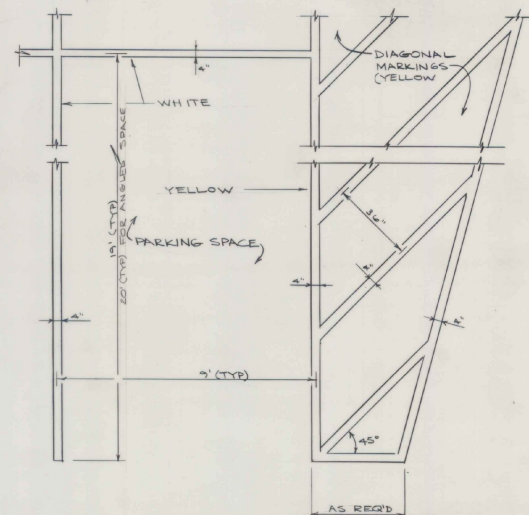 DIAGONAL
MARKINGS
(YELLOW
4"
WHITE
19' (TYP)
20' (TYP) FOR ANGLED SPACE
YELLOW
PARKING SPACE
36"
4"
4"
4"
4"
9' (TYP)
45°
AS REQ'D